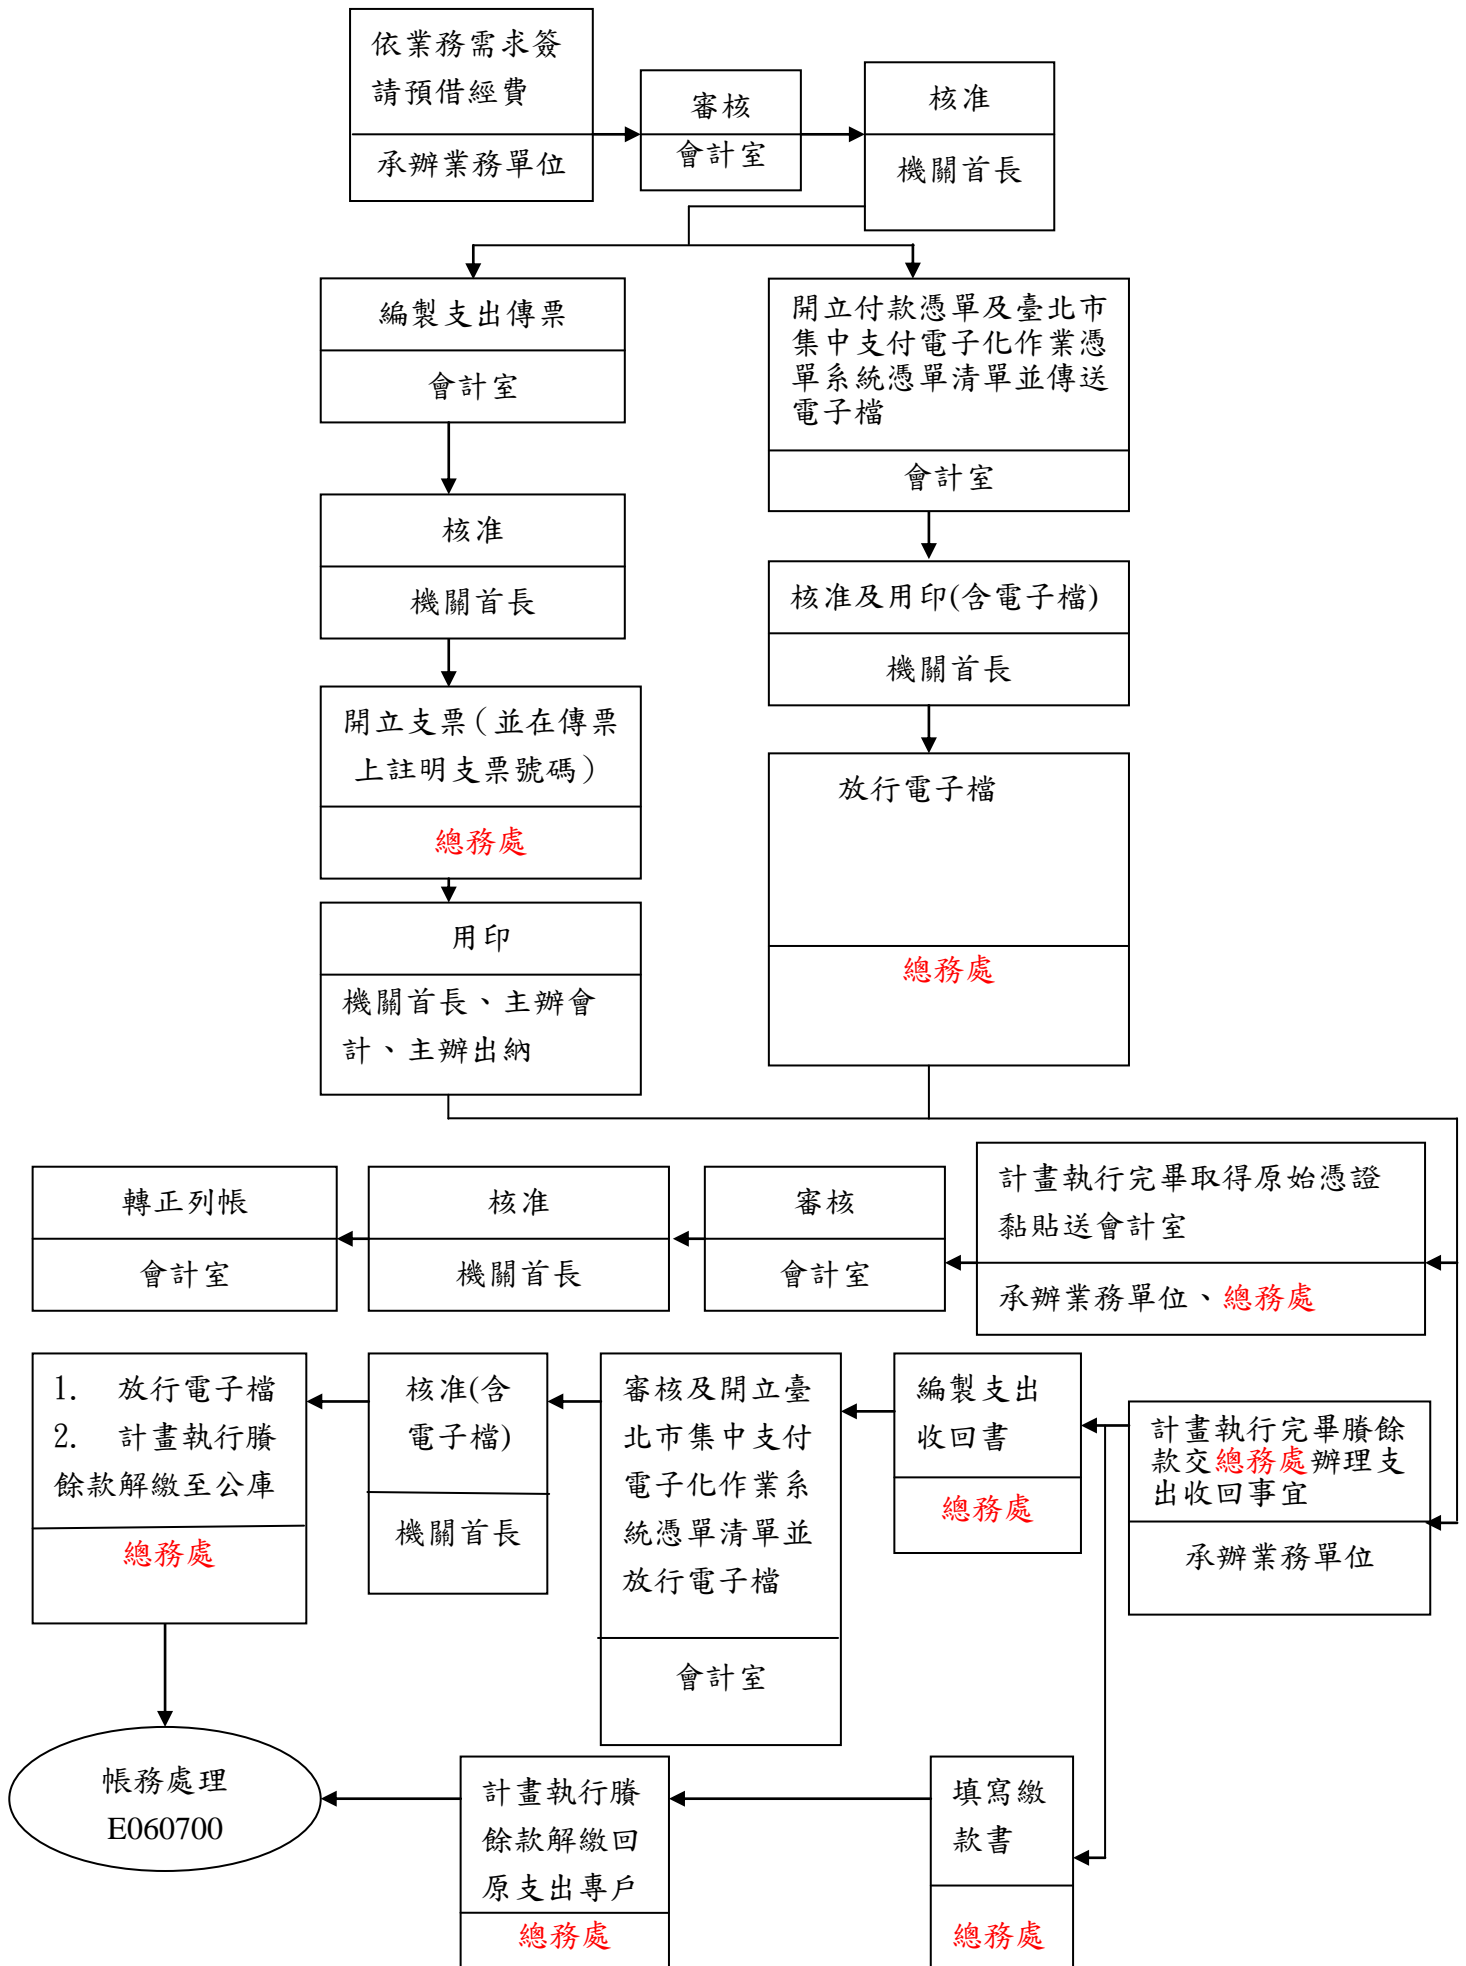 依業務需求簽
請預借經費
承辦業務單位
審核
會計室
核准
機關首長
編製支出傳票
會計室
開立付款憑單及臺北市
集中支付電子化作業憑
單系統憑單清單並傳送
電子檔
會計室
核准
機關首長
核准及用印(含電子檔)
機關首長
開立支票（並在傳票
上註明支票號碼）
總務處
放行電子檔
總務處
用印
機關首長、主辦會
計、主辦出納
計畫執行完畢取得原始憑證
黏貼送會計室
承辦業務單位、總務處
審核
會計室
核准
機關首長
轉正列帳
會計室
計畫執行完畢賸餘
款交總務處辦理支
出收回事宜
承辦業務單位
編製支出
收回書
總務處
審核及開立臺
北市集中支付
電子化作業系
統憑單清單並
放行電子檔
會計室
核准(含
電子檔)
機關首長
1. 放行電子檔
2. 計畫執行賸
餘款解繳至公庫
總務處
填寫繳
款書
總務處
計畫執行賸
餘款解繳回
原支出專戶
總務處
帳務處理
E060700